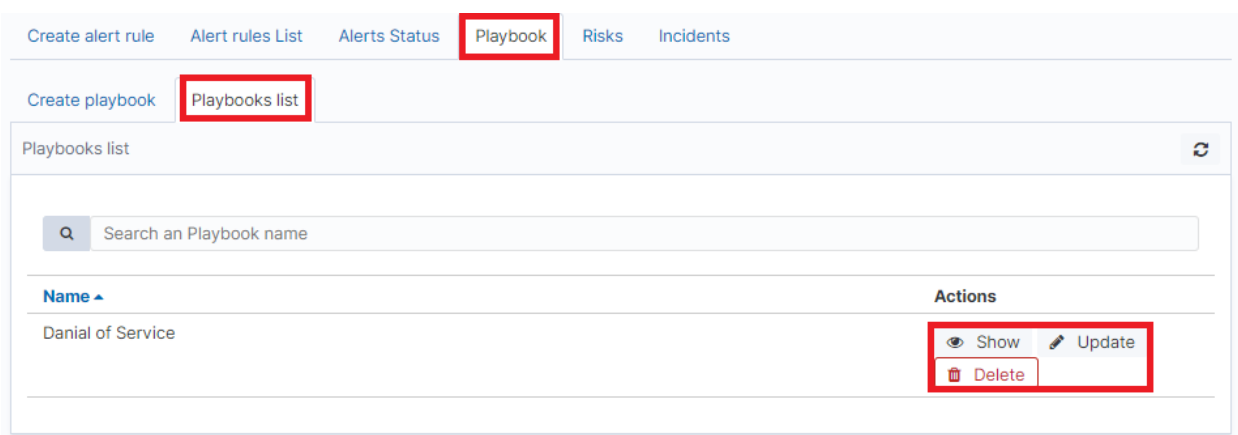 Create alert rule Alert rules List Alerts Status Playbook Risks Incidents
Create playbook Playbooks list
Playbooks list
Search an Playbook name
Name Actions
Danial of Service Show Update
Delete